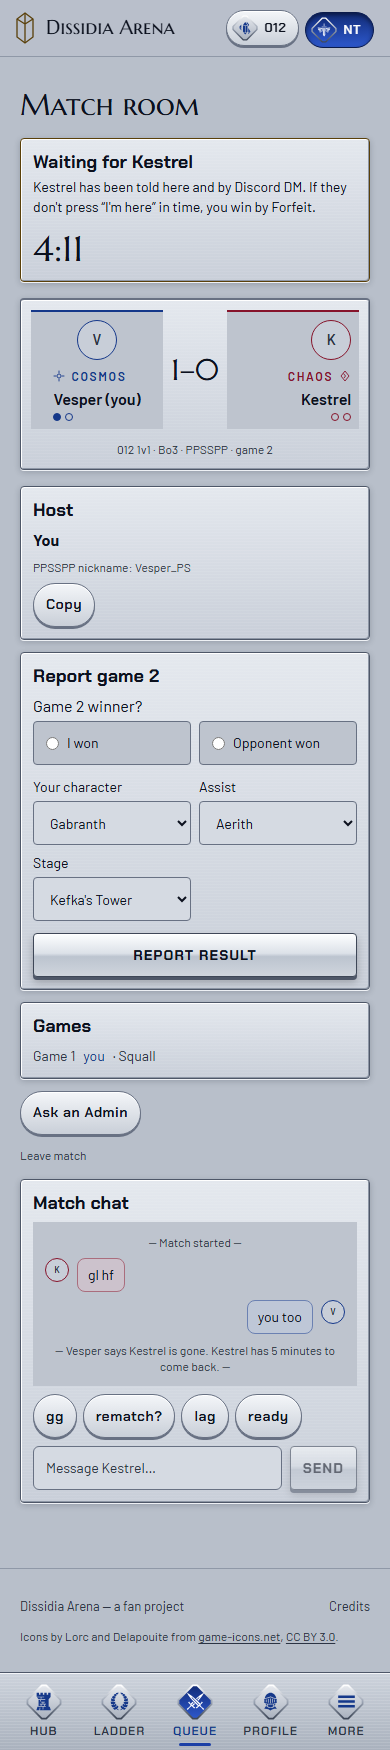 Dissidia Arena
012
NT
Match room
Waiting for Kestrel
Kestrel has been told here and by Discord DM. If they
don't press “I'm here” in time, you win by Forfeit.
4:11
V
COSMOS
Vesper (you)
1–0
K
CHAOS
Kestrel
012 1v1 · Bo3 · PPSSPP · game 2
Host
You
PPSSPP nickname: Vesper_PS
Copy
Report game 2
Game 2 winner?
I won
Opponent won
Your character
Assist
Gabranth
Aerith
Stage
Kefka's Tower
REPORT RESULT
Games
Game 1 you · Squall
Ask an Admin
Leave match
Match chat
— Match started —
K
gl hf
you too
V
— Vesper says Kestrel is gone. Kestrel has 5 minutes to
come back. —
gg
rematch?
lag
ready
Message Kestrel...
SEND
Dissidia Arena — a fan project
Credits
Icons by Lorc and Delapouite from game-icons.net, CC BY 3.0.
HUB
LADDER
QUEUE
PROFILE
MORE